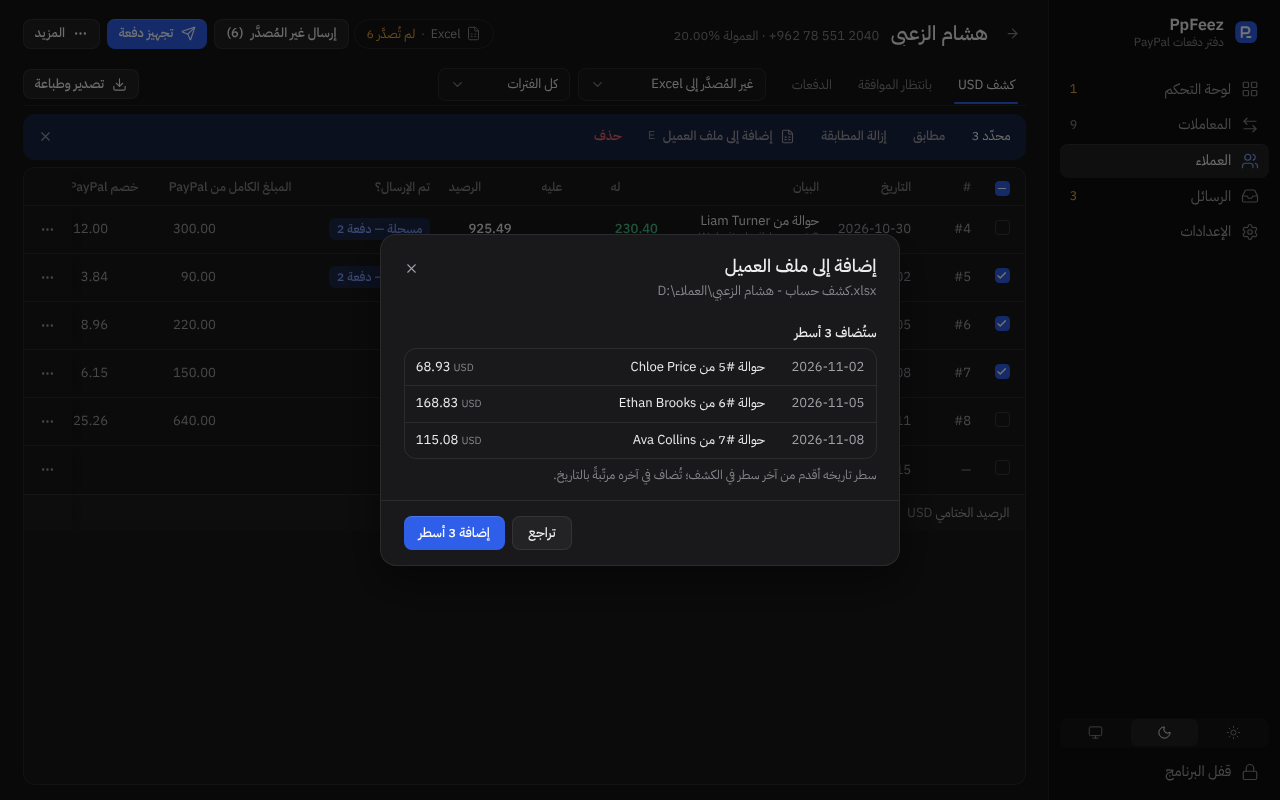 PpFeez
دفتر دفعات PayPal
لوحة التحكم 1
المعاملات 9
العملاء
الرسائل 3
الإعدادات
قفل البرنامج
هشام الزعبي
+962 78 551 2040 · العمولة 20.00%
Excel · لم تُصدَّر 6
إرسال غير المُصدَّر (6)
تجهيز دفعة
المزيد
كشف USD
بانتظار الموافقة
الدفعات
غير المُصدَّر إلى Excel
كل الفترات
تصدير وطباعة
محدّد 3
مطابق
إزالة المطابقة
إضافة إلى ملف العميل E
حذف
# التاريخ البيان له عليه الرصيد تم الإرسال؟ المبلغ الكامل من PayPal خصم PayPal
#4 2026-10-30 حوالة من Liam Turner 230.40 925.49 مسجلة — دفعة 2 300.00 12.00
#5 02 — دفعة 2 90.00 3.84
#6 05 220.00 8.96
#7 08 150.00 6.15
#8 11 640.00 25.26
— 15
الرصيد الختامي USD
إضافة إلى ملف العميل
D:\العملاء\كشف حساب - هشام الزعبي.xlsx
ستُضاف 3 أسطر
2026-11-02 حوالة #5 من Chloe Price 68.93 USD
2026-11-05 حوالة #6 من Ethan Brooks 168.83 USD
2026-11-08 حوالة #7 من Ava Collins 115.08 USD
سطر تاريخه أقدم من آخر سطر في الكشف؛ تُضاف في آخره مرتّبةً بالتاريخ.
تراجع
إضافة 3 أسطر